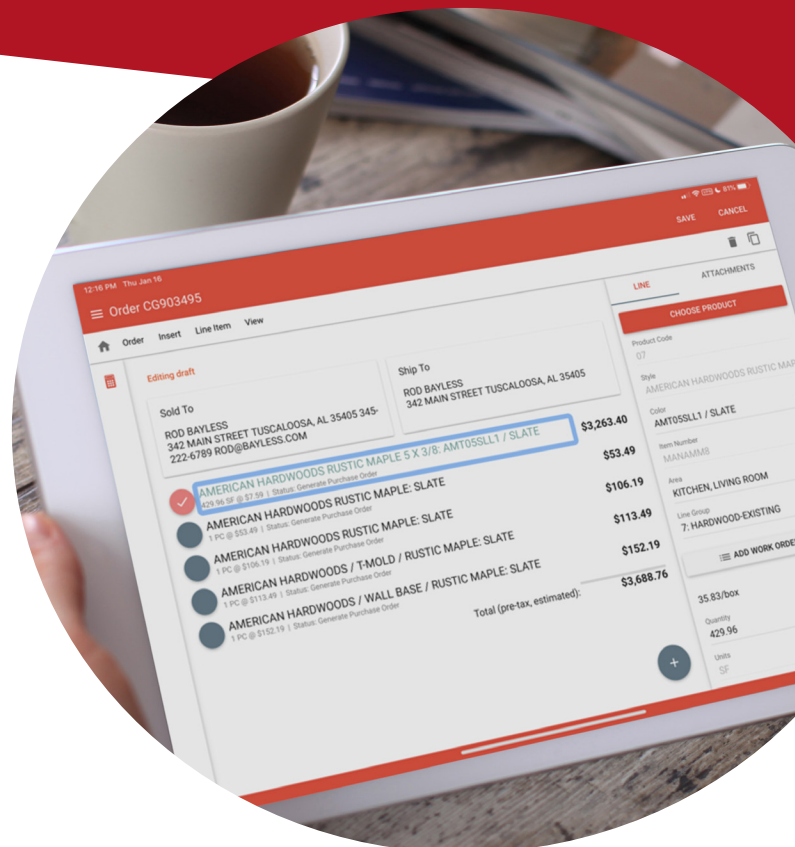 12:16 PM Thu Jan 16
81%
Order CG903495
SAVE CANCEL
Order Insert Line Item View
Editing draft
Sold To
ROD BAYLESS
342 MAIN STREET TUSCALOOSA, AL 35405 345-
222-6789 ROD@BAYLESS.COM
Ship To
ROD BAYLESS
342 MAIN STREET TUSCALOOSA, AL 35405
AMERICAN HARDWOODS RUSTIC MAPLE 5 X 3/8: AMT05SLL1 / SLATE $3,263.40
429.96 SF @ $7.59 | Status: Generate Purchase Order
AMERICAN HARDWOODS RUSTIC MAPLE: SLATE $53.49
1 PC @ $53.49 | Status: Generate Purchase Order
AMERICAN HARDWOODS RUSTIC MAPLE: SLATE $106.19
1 PC @ $106.19 | Status: Generate Purchase Order
AMERICAN HARDWOODS / T-MOLD / RUSTIC MAPLE: SLATE $113.49
1 PC @ $113.49 | Status: Generate Purchase Order
AMERICAN HARDWOODS / WALL BASE / RUSTIC MAPLE: SLATE $152.19
1 PC @ $152.19 | Status: Generate Purchase Order
Total (pre-tax, estimated): $3,688.76
LINE ATTACHMENTS
CHOOSE PRODUCT
Product Code
07
Style
AMERICAN HARDWOODS RUSTIC MAP
Color
AMT05SLL1 / SLATE
Item Number
MANAMM8
Area
KITCHEN, LIVING ROOM
Line Group
7: HARDWOOD-EXISTING
ADD WORK ORDE
35.83/box
Quantity
429.96
Units
SF